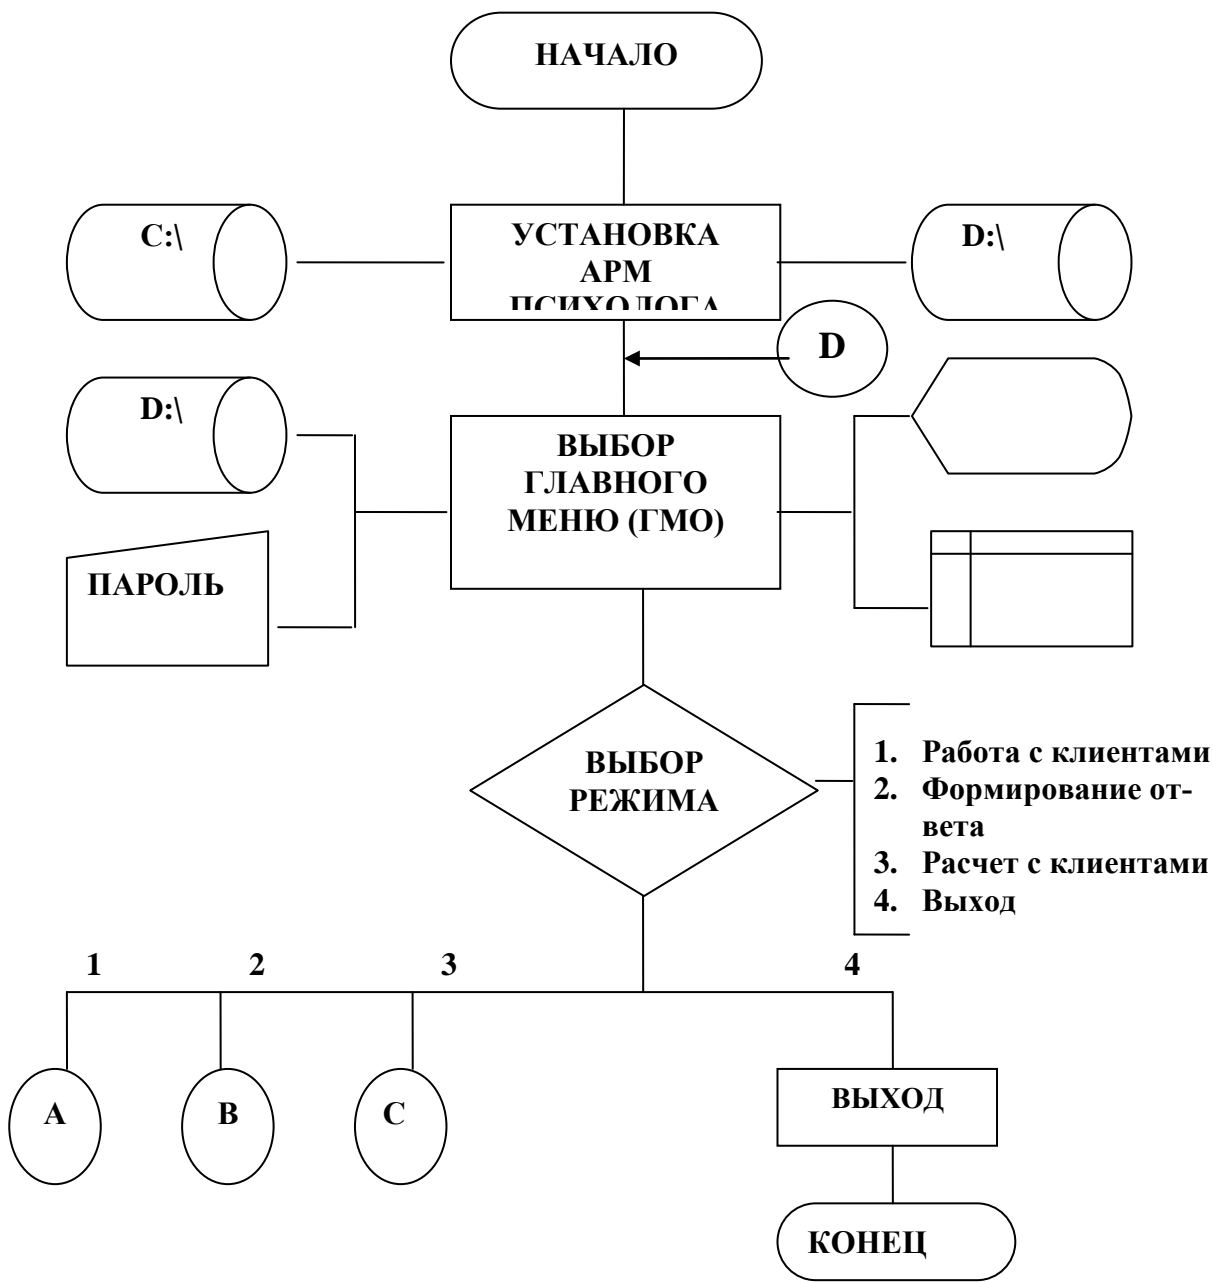 НАЧАЛО
C:\
УСТАНОВКА
АРМ
ПСИХОЛОГА
D:\
D
D:\
ВЫБОР
ГЛАВНОГО
МЕНЮ (ГМО)
ПАРОЛЬ
ВЫБОР
РЕЖИМА
1. Работа с клиентами
2. Формирование от-
вета
3. Расчет с клиентами
4. Выход
1 2 3 4
A B C
ВЫХОД
КОНЕЦ